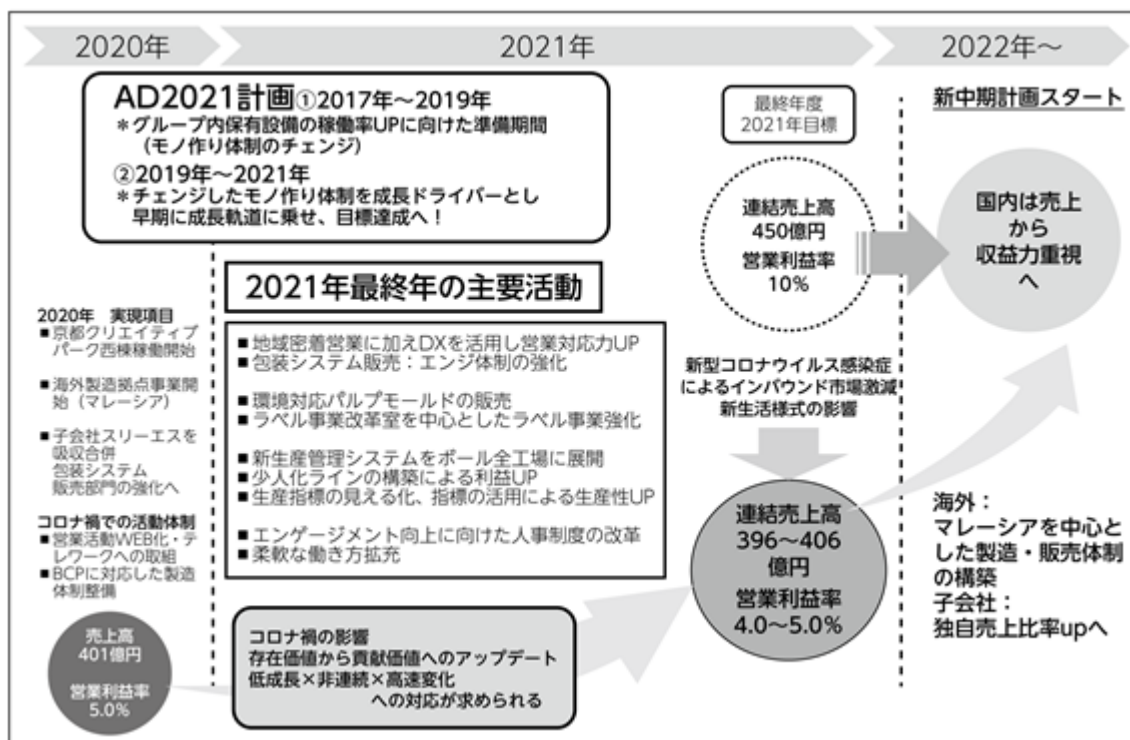 2020年
2021年
2022年～
AD2021計画①2017年～2019年
＊グループ内保有設備の稼働率UPに向けた準備期間
（モノ作り体制のチェンジ）
②2019年～2021年
＊チェンジしたモノ作り体制を成長ドライバーとし
早期に成長軌道に乗せ、目標達成へ！
最終年度
2021年目標
連結売上高
450億円
営業利益率
10%
新中期計画スタート
国内は売上
から
収益力重視
へ
2021年最終年の主要活動
2020年　実現項目
■京都クリエイティブ
パーク西棟稼働開始
■海外製造拠点事業開
始（マレーシア）
■子会社スリーエスを
吸収合併
包装システム
販売部門の強化へ
コロナ禍での活動体制
■営業活動WEB化・テ
レワークへの取組
■BCPに対応した製造
体制整備
売上高
401億円
営業利益率
5.0%
■地域密着営業に加えDXを活用し営業対応力UP
■包装システム販売：エンジ体制の強化
■環境対応パルプモールドの販売
■ラベル事業改革室を中心としたラベル事業強化
■新生産管理システムをボール全工場に展開
■少人化ラインの構築による利益UP
■生産指標の見える化、指標の活用による生産性UP
■エンゲージメント向上に向けた人事制度の改革
■柔軟な働き方拡充
コロナ禍の影響
存在価値から貢献価値へのアップデート
低成長×非連続×高速変化
への対応が求められる
新型コロナウイルス感染症
によるインバウンド市場激減
新生活様式の影響
連結売上高
396～406
億円
営業利益率
4.0～5.0%
海外：
マレーシアを中心と
した製造・販売体制
の構築
子会社：
独自売上比率upへ